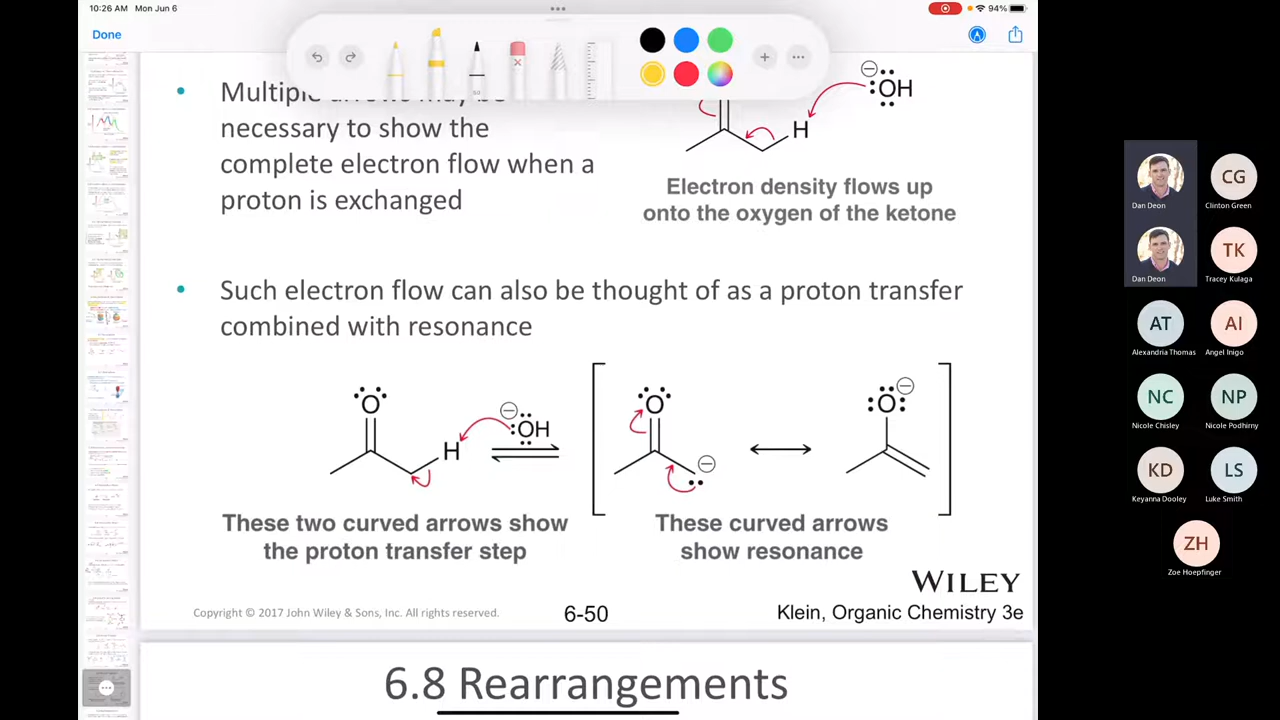 10:26 AM Mon Jun 6
94%
Done
Multiple
necessary to show the
complete electron flow when a
proton is exchanged
H
OH
Electron density flows up
onto the oxygen of the ketone
Such electron flow can also be thought of as a proton transfer
combined with resonance
O
H
OH
O
O
These two curved arrows show
the proton transfer step
These curved arrows
show resonance
WILEY
Copyright © 201 John Wiley & Sons, Inc. All rights reserved.
6-50
Klein, Organic Chemistry 3e
6.8 Rearrangements
Dan Deon
CG
Clinton Green
Dan Deon
TK
Tracey Kulaga
AT
Alexandria Thomas
AI
Angel Inigo
NC
Nicole Chisley
NP
Nicole Podhirny
KD
Keyanna Dooley
LS
Luke Smith
ZH
Zoe Hoepfinger